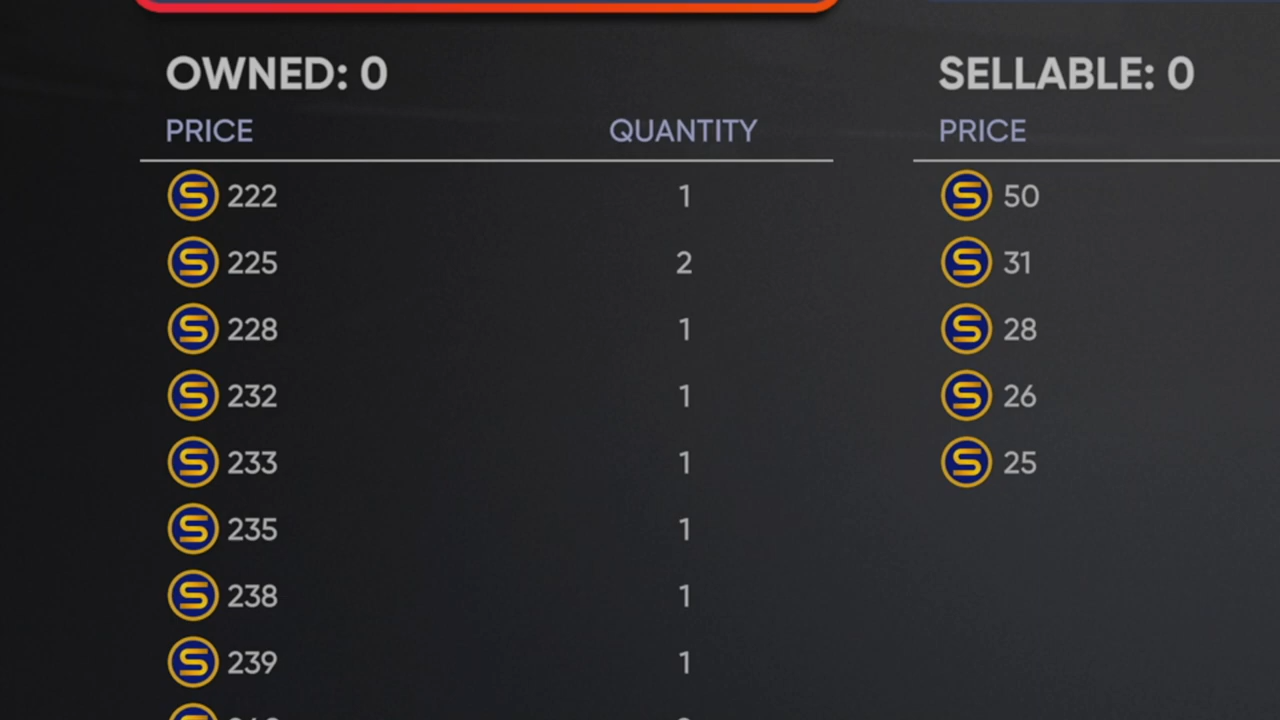 OWNED: 0
PRICE QUANTITY
S 222 1
S 225 2
S 228 1
S 232 1
S 233 1
S 235 1
S 238 1
S 239 1
SELLABLE: 0
PRICE
S 50
S 31
S 28
S 26
S 25